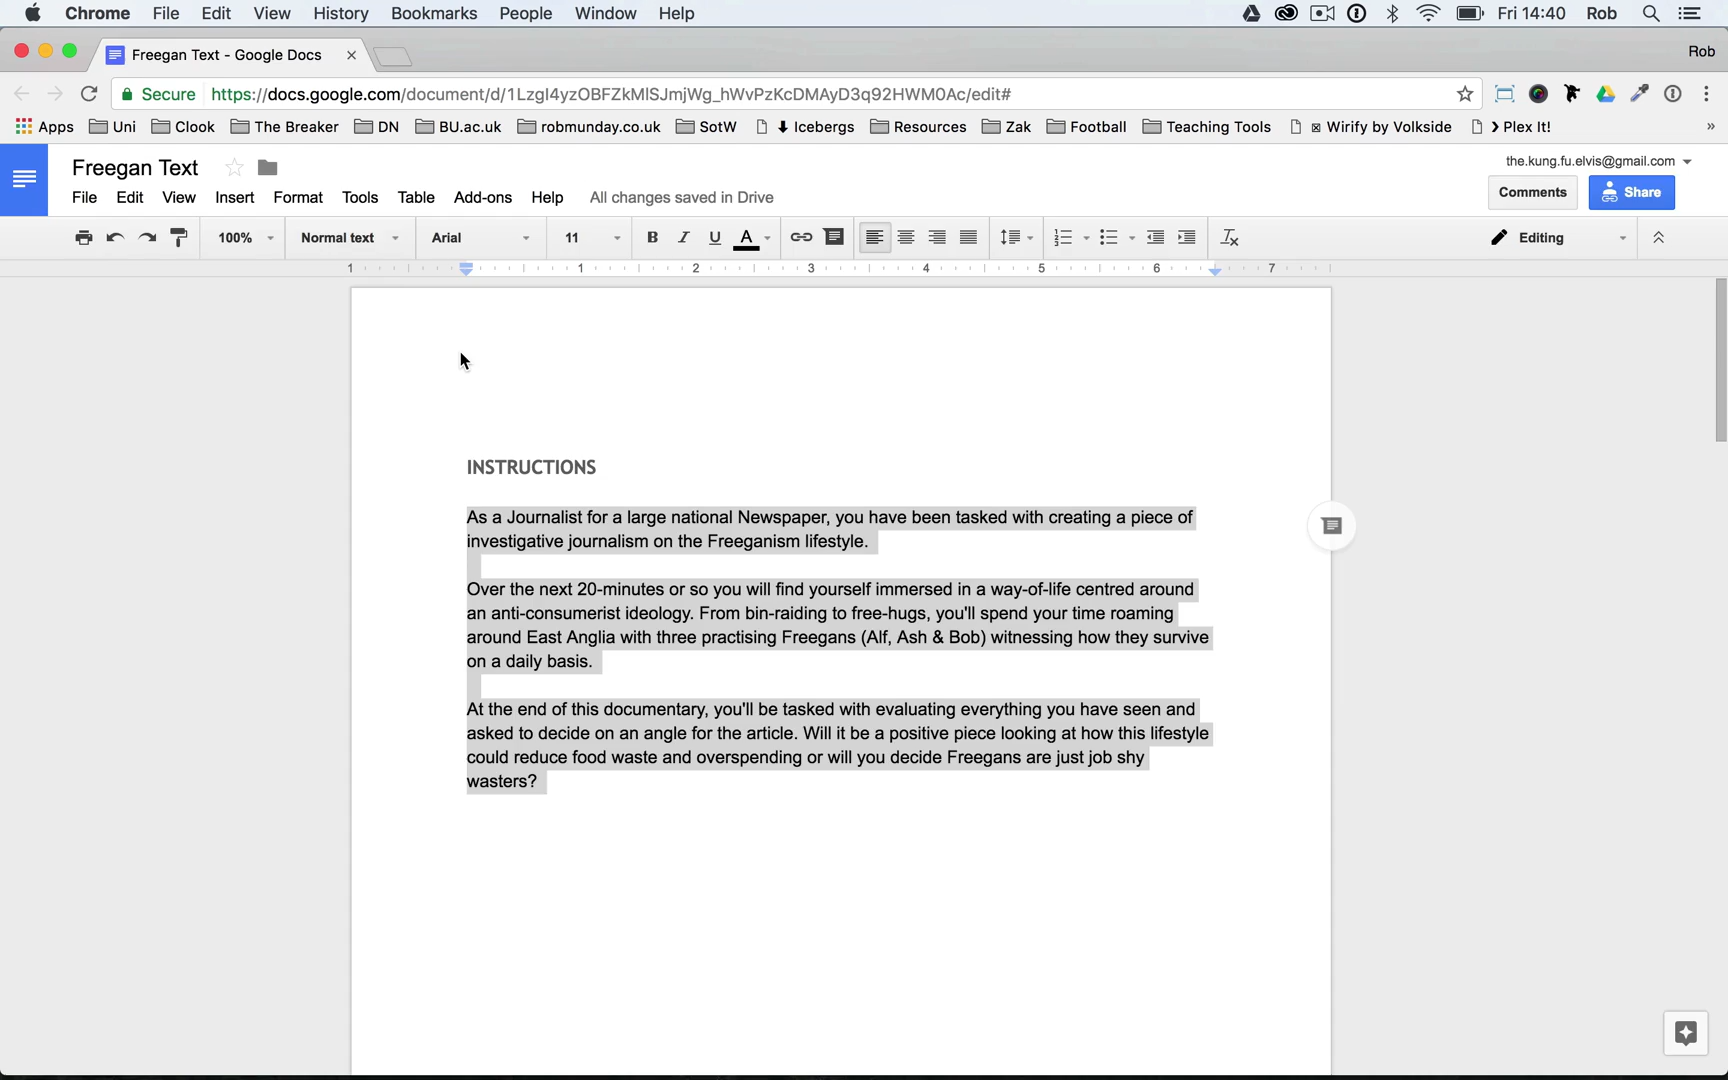 Chrome File Edit View History Bookmarks People Window Help Fri 14:40 Rob
Freegan Text - Google Docs Rob
Secure https://docs.google.com/document/d/1LzgI4yzOBFZkMlSJmjWg_hWvPzKcDMAyD3q92HWM0Ac/edit#
Apps Uni Clook The Breaker DN BU.ac.uk robmunday.co.uk SotW Icebergs Resources Zak Football Teaching Tools Wirify by Volkside Plex It! »
Freegan Text the.kung.fu.elvis@gmail.com
File Edit View Insert Format Tools Table Add-ons Help All changes saved in Drive Comments Share
100% Normal text Arial 11 B I U A Editing
1 1 2 3 4 5 6 7
INSTRUCTIONS
As a Journalist for a large national Newspaper, you have been tasked with creating a piece of
investigative journalism on the Freeganism lifestyle.
Over the next 20-minutes or so you will find yourself immersed in a way-of-life centred around
an anti-consumerist ideology. From bin-raiding to free-hugs, you'll spend your time roaming
around East Anglia with three practising Freegans (Alf, Ash & Bob) witnessing how they survive
on a daily basis.
At the end of this documentary, you'll be tasked with evaluating everything you have seen and
asked to decide on an angle for the article. Will it be a positive piece looking at how this lifestyle
could reduce food waste and overspending or will you decide Freegans are just job shy
wasters?